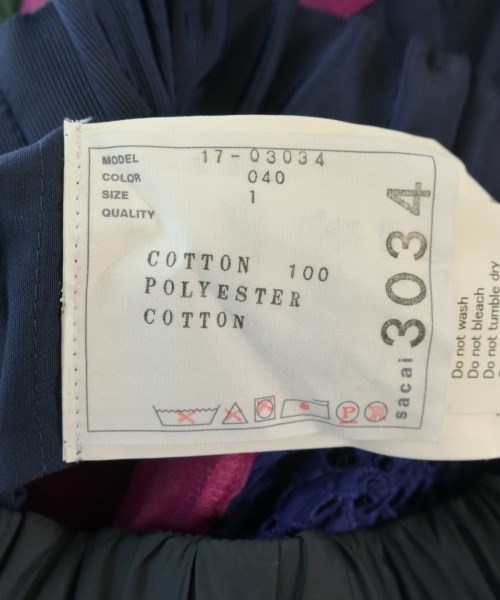 MODEL 17-03034
COLOR 040
SIZE 1
QUALITY
COTTON 100
POLYESTER
COTTON
P
sacai 3034
Do not wash
Do not bleach
Do not tumble dry